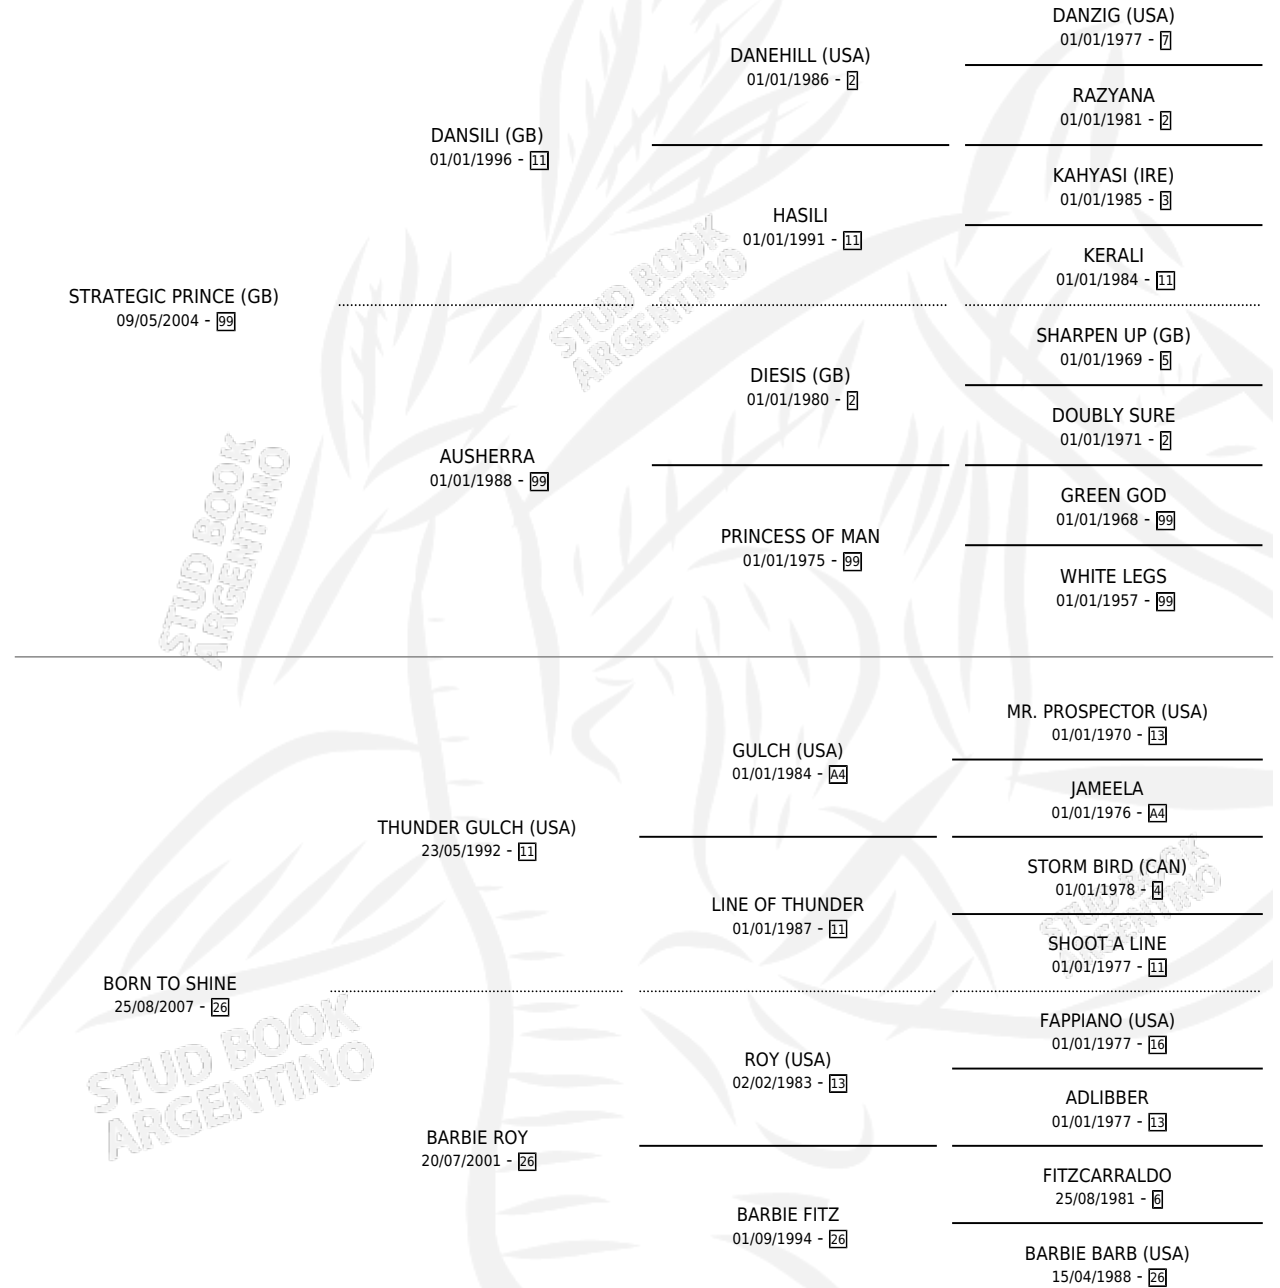 DANZIG (USA)
01/01/1977 - 7
DANEHILL (USA)
01/01/1986 - 2
RAZYANA
01/01/1981 - 2
DANSILI (GB)
01/01/1996 - 11
KAHYASI (IRE)
01/01/1985 - 3
HASILI
01/01/1991 - 11
KERALI
01/01/1984 - 11
STRATEGIC PRINCE (GB)
09/05/2004 - 99
SHARPEN UP (GB)
01/01/1969 - 5
DIESIS (GB)
01/01/1980 - 2
DOUBLY SURE
01/01/1971 - 2
AUSHERRA
01/01/1988 - 99
GREEN GOD
01/01/1968 - 99
PRINCESS OF MAN
01/01/1975 - 99
WHITE LEGS
01/01/1957 - 99
MR. PROSPECTOR (USA)
01/01/1970 - 13
GULCH (USA)
01/01/1984 - A4
JAMEELA
01/01/1976 - A4
THUNDER GULCH (USA)
23/05/1992 - 11
STORM BIRD (CAN)
01/01/1978 - 4
LINE OF THUNDER
01/01/1987 - 11
SHOOT A LINE
01/01/1977 - 11
BORN TO SHINE
25/08/2007 - 26
FAPPIANO (USA)
01/01/1977 - 16
ROY (USA)
02/02/1983 - 13
ADLIBBER
01/01/1977 - 13
BARBIE ROY
20/07/2001 - 26
FITZCARRALDO
25/08/1981 - 6
BARBIE FITZ
01/09/1994 - 26
BARBIE BARB (USA)
15/04/1988 - 26
STUD BOOK
ARGENTINO
STUD BOOK
ARGENTINO
STUD BOOK
ARGENTINO
STUD BOOK
ARGENTINO